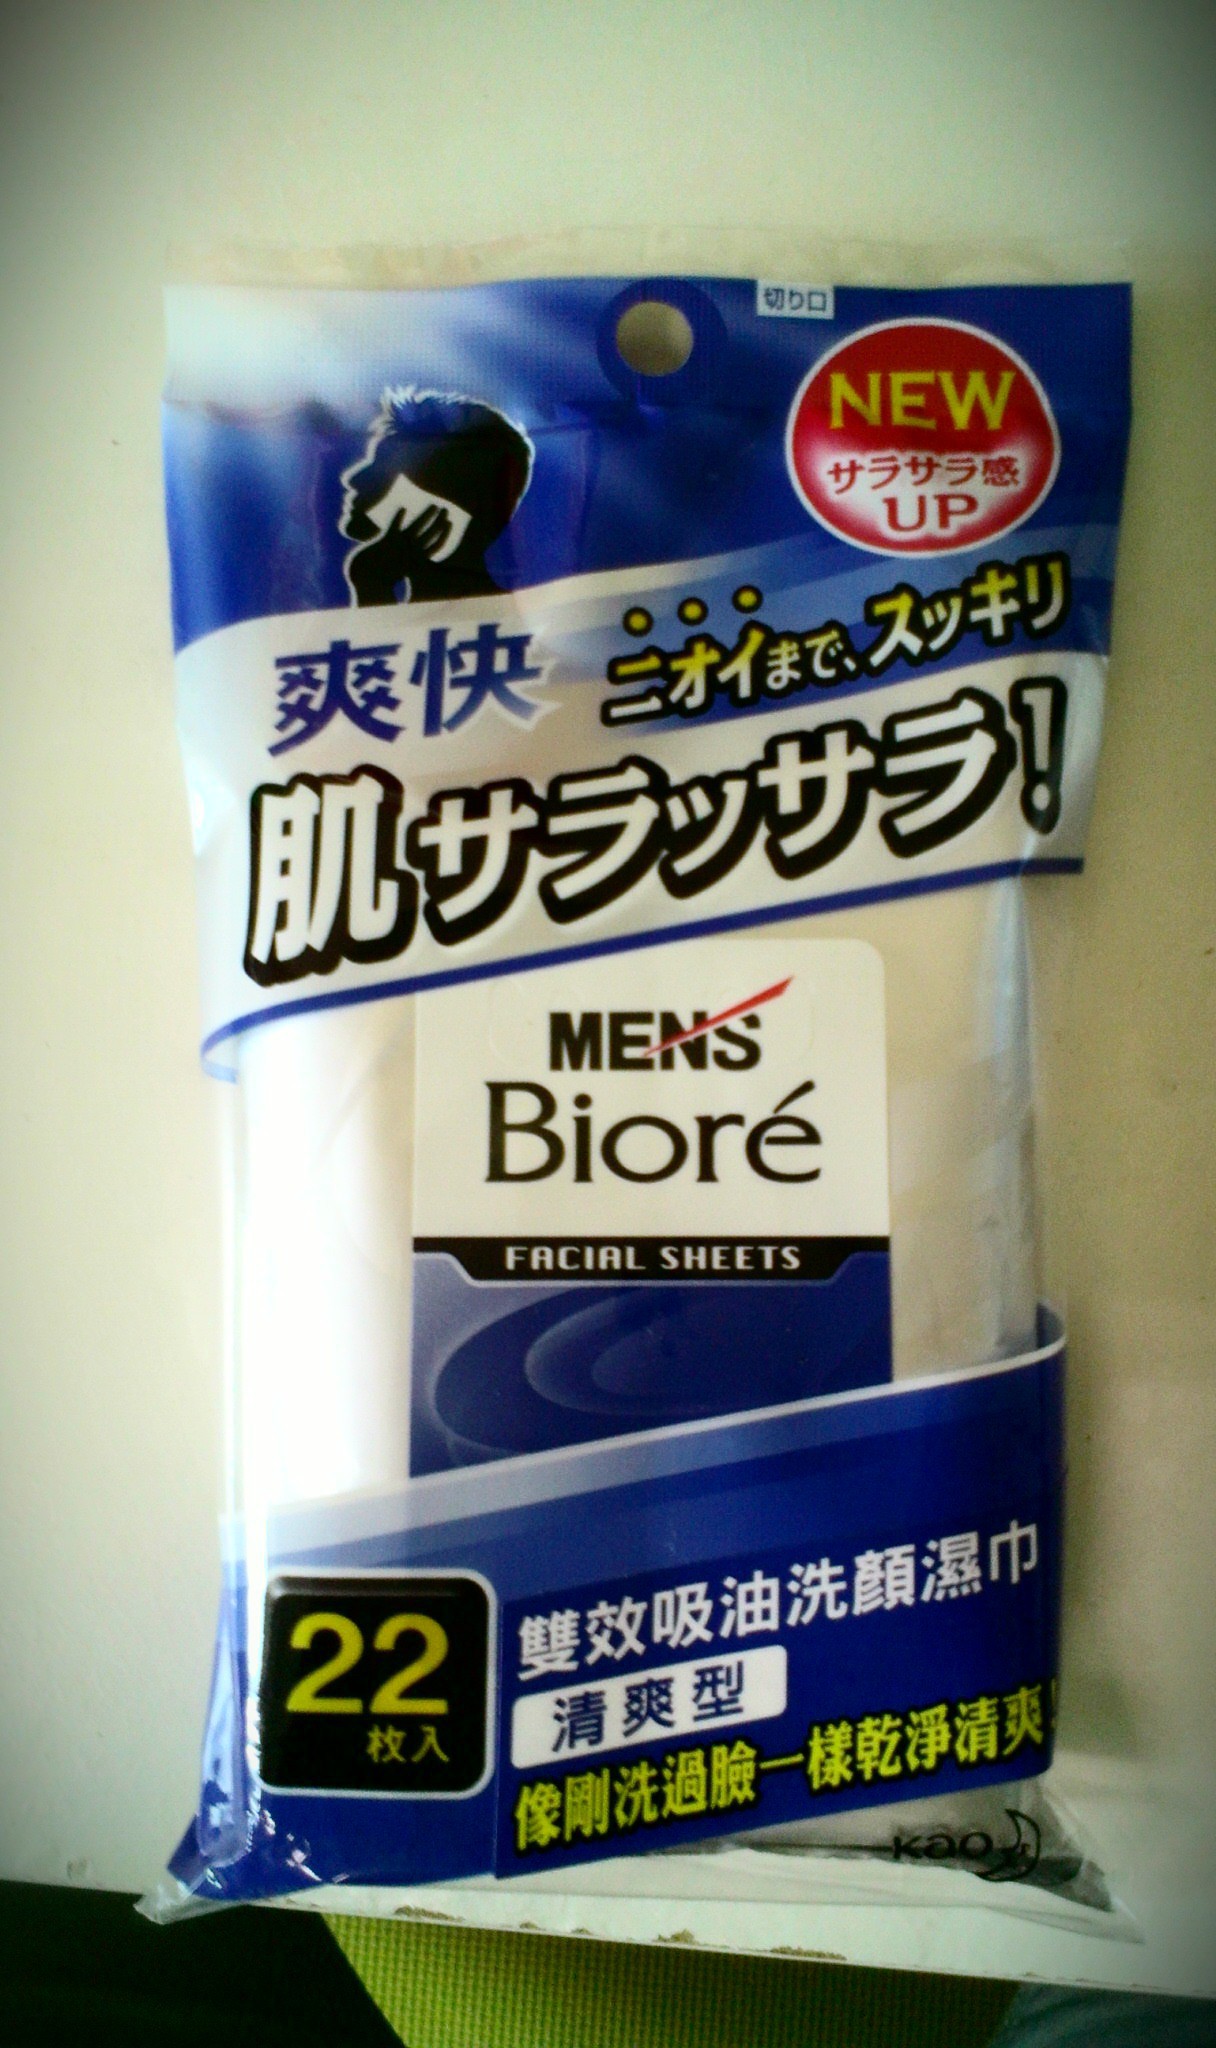 切り口
NEW
サラサラ感
UP
爽快
ニオイまで、スッキリ
肌サラッサラ!
MENS
Bioré
FACIAL SHEETS
22
枚入
雙效吸油洗顏濕巾
清爽型
像剛洗過臉一樣乾淨清爽!
Kao